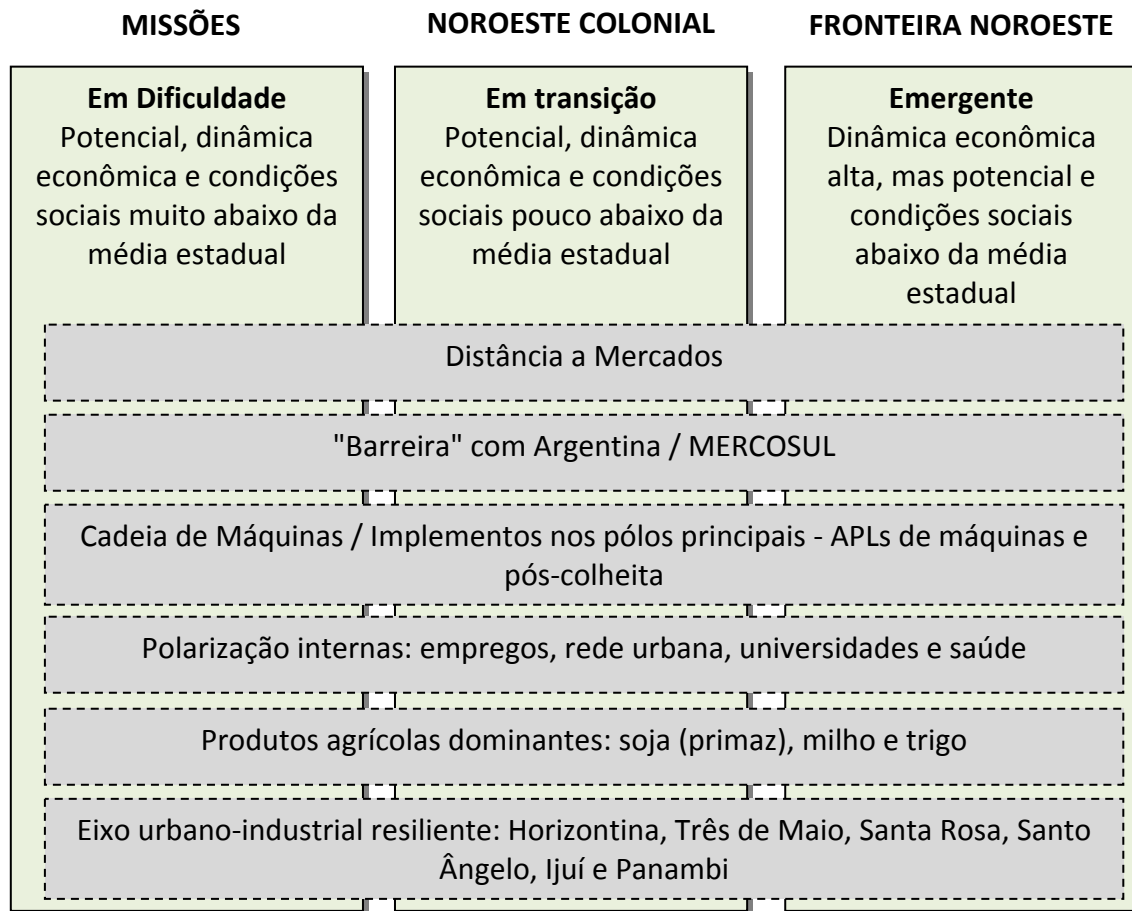 MISSÕES
NOROESTE COLONIAL
FRONTEIRA NOROESTE
Em Dificuldade
Potencial, dinâmica
econômica e condições
sociais muito abaixo da
média estadual
Em transição
Potencial, dinâmica
econômica e condições
sociais pouco abaixo da
média estadual
Emergente
Dinâmica econômica
alta, mas potencial e
condições sociais
abaixo da média
estadual
Distância a Mercados
"Barreira" com Argentina / MERCOSUL
Cadeia de Máquinas / Implementos nos pólos principais - APLs de máquinas e
pós-colheita
Polarização internas: empregos, rede urbana, universidades e saúde
Produtos agrícolas dominantes: soja (primaz), milho e trigo
Eixo urbano-industrial resiliente: Horizontina, Três de Maio, Santa Rosa, Santo
Ângelo, Ijuí e Panambi